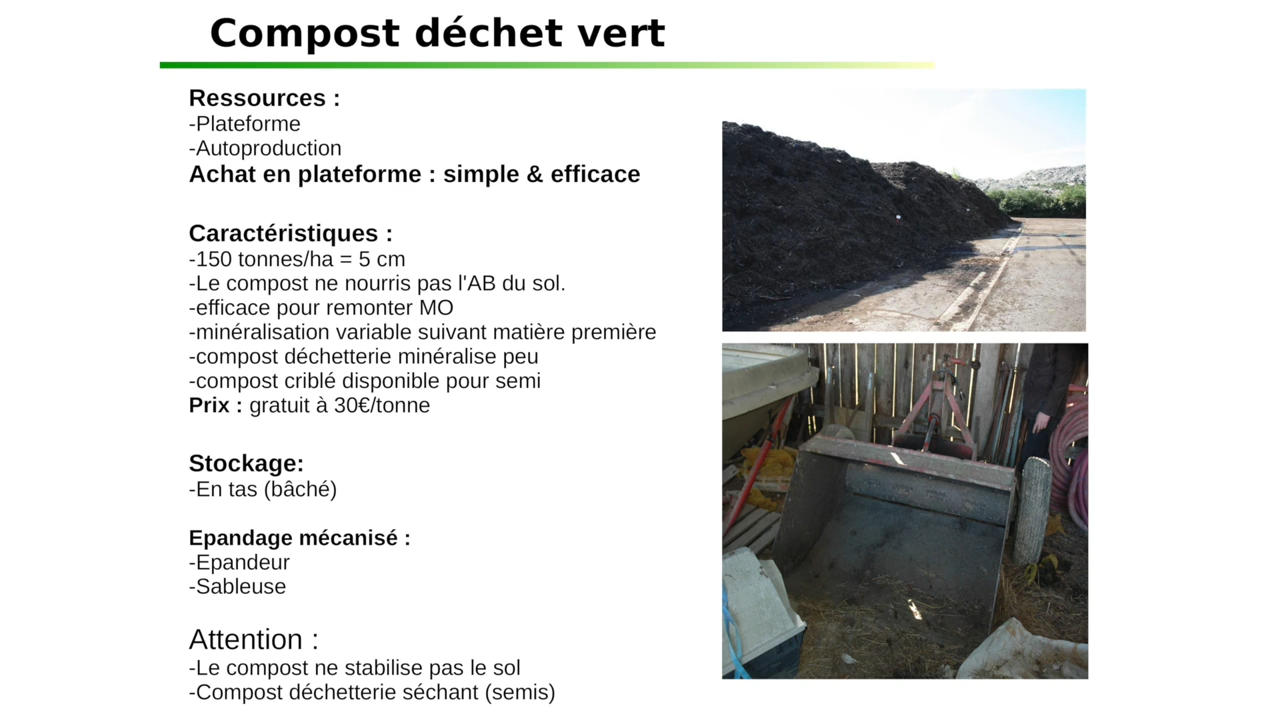 Compost déchet vert
Ressources :
-Plateforme
-Autoproduction
Achat en plateforme : simple & efficace
Caractéristiques :
-150 tonnes/ha = 5 cm
-Le compost ne nourris pas l'AB du sol.
-efficace pour remonter MO
-minéralisation variable suivant matière première
-compost déchetterie minéralise peu
-compost criblé disponible pour semi
Prix : gratuit à 30€/tonne
Stockage:
-En tas (bâché)
Epandage mécanisé :
-Epandeur
-Sableuse
Attention :
-Le compost ne stabilise pas le sol
-Compost déchetterie séchant (semis)